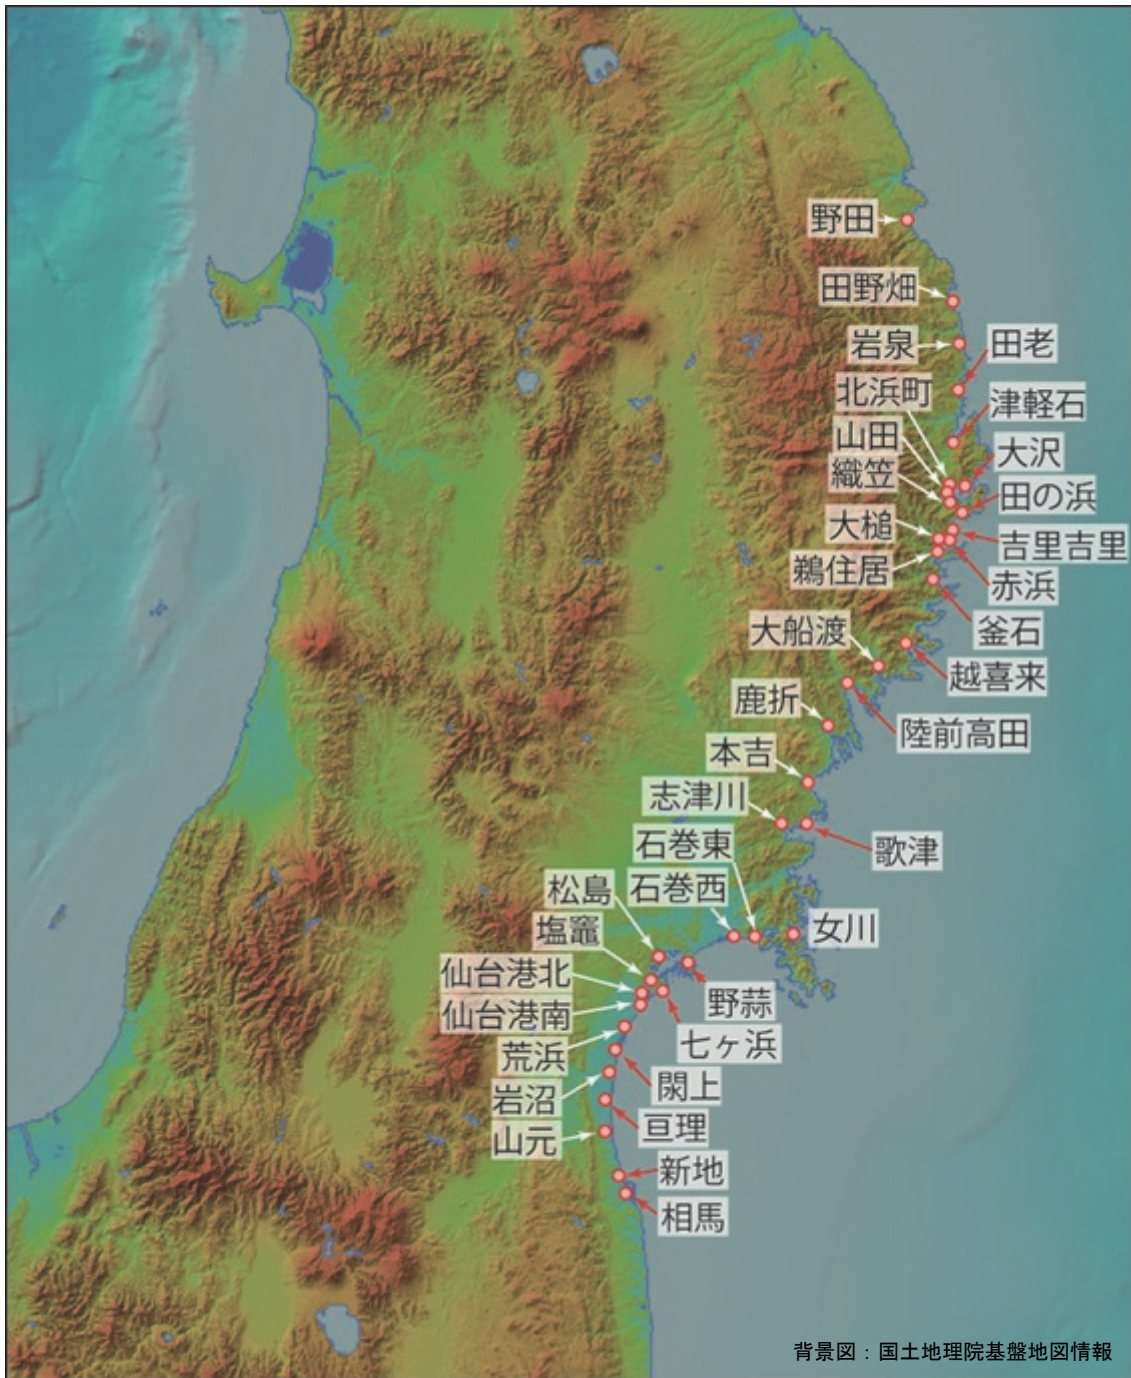 野田
田野畑
岩泉
田老
北浜町
津軽石
山田
大沢
織笠
田の浜
大槌
吉里吉里
鵜住居
赤浜
釜石
大船渡
越喜来
鹿折
陸前高田
本吉
志津川
石巻東
歌津
石巻西
松島
女川
塩竈
仙台港北
野蒜
仙台港南
七ヶ浜
荒浜
閖上
岩沼
亘理
山元
新地
相馬
背景図：国土地理院基盤地図情報